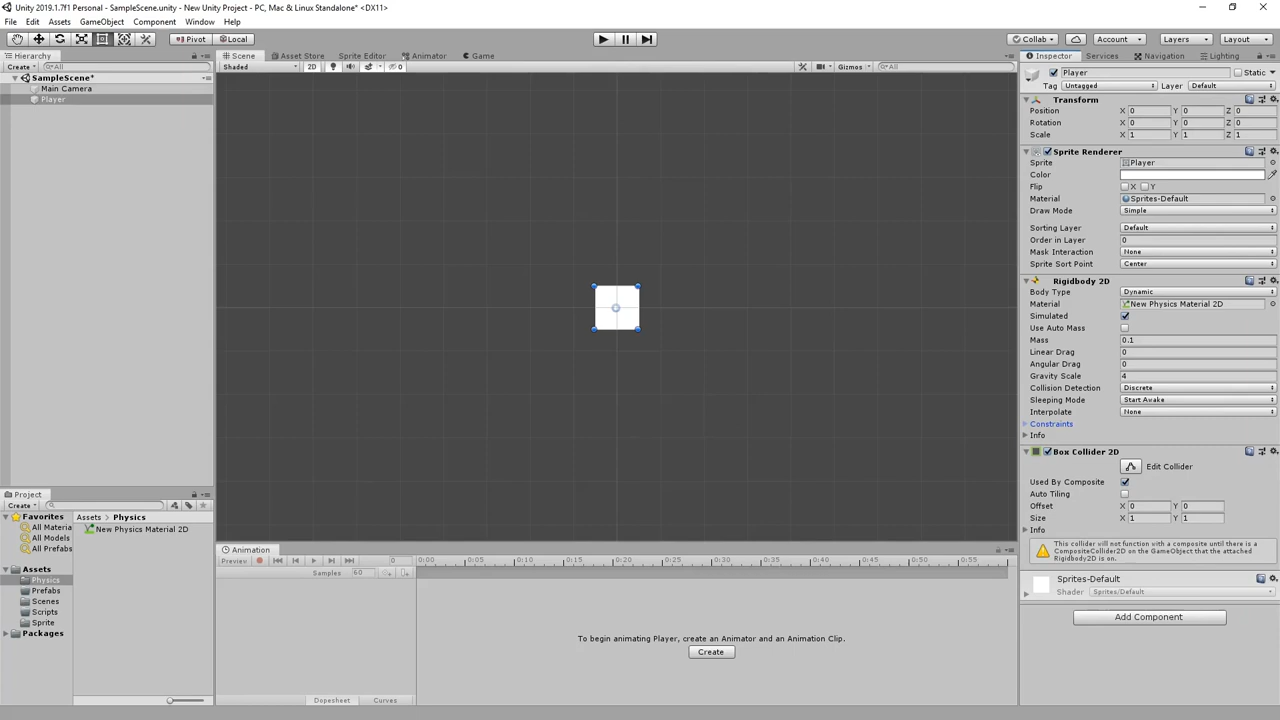 Unity 2019.1.7f1 Personal - SampleScene.unity - New Unity Project - PC, Mac & Linux Standalone* <DX11>
File Edit Assets GameObject Component Window Help
Pivot Local Collab Account Layers Layout
Hierarchy
Create All
SampleScene*
Main Camera
Player
Scene Asset Store Sprite Editor Animator Game
Shaded 2D 0 Gizmos All
Inspector Services Navigation Lighting
Player Static
Tag Untagged Layer Default
Transform
Position X 0 Y 0 Z 0
Rotation X 0 Y 0 Z 0
Scale X 1 Y 1 Z 1
Sprite Renderer
Sprite Player
Color
Flip X Y
Material Sprites-Default
Draw Mode Simple
Sorting Layer Default
Order in Layer 0
Mask Interaction None
Sprite Sort Point Center
Rigidbody 2D
Body Type Dynamic
Material New Physics Material 2D
Simulated
Use Auto Mass
Mass 0.1
Linear Drag 0
Angular Drag 0
Gravity Scale 4
Collision Detection Discrete
Sleeping Mode Start Awake
Interpolate None
Constraints
Info
Box Collider 2D
Edit Collider
Used By Composite
Auto Tiling
Offset X 0 Y 0
Size X 1 Y 1
Info
This collider will not function with a composite until there is a
CompositeCollider2D on the GameObject that the attached
Rigidbody2D is on.
Sprites-Default
Shader Sprites/Default
Add Component
Project
Create
Favorites
All Materia
All Models
All Prefabs
Assets
Physics
Prefabs
Scenes
Scripts
Sprite
Packages
Assets Physics
New Physics Material 2D
Animation
Preview 0 0:00 0:05 0:10 0:15 0:20 0:25 0:30 0:35 0:40 0:45 0:50 0:55
Samples 60
To begin animating Player, create an Animator and an Animation Clip.
Create
Dopesheet Curves